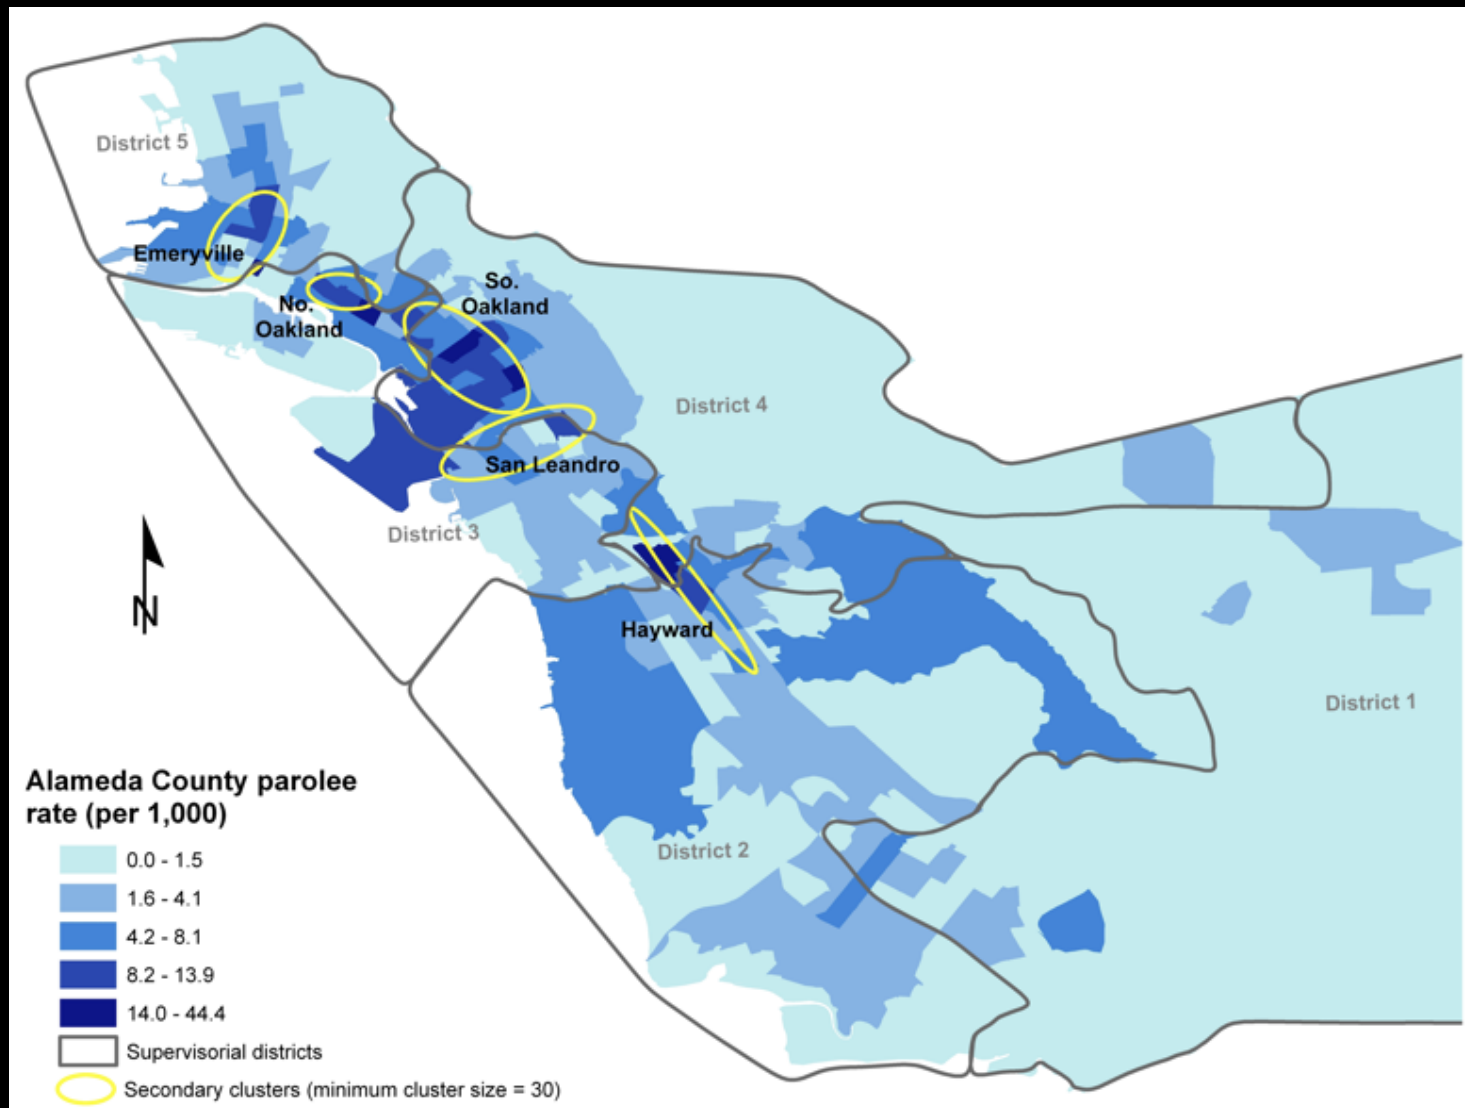 District 5
Emeryville
So.
Oakland
No.
Oakland
District 4
San Leandro
District 3
N
Hayward
District 1
District 2
Alameda County parolee
rate (per 1,000)
0.0 - 1.5
1.6 - 4.1
4.2 - 8.1
8.2 - 13.9
14.0 - 44.4
Supervisorial districts
Secondary clusters (minimum cluster size = 30)